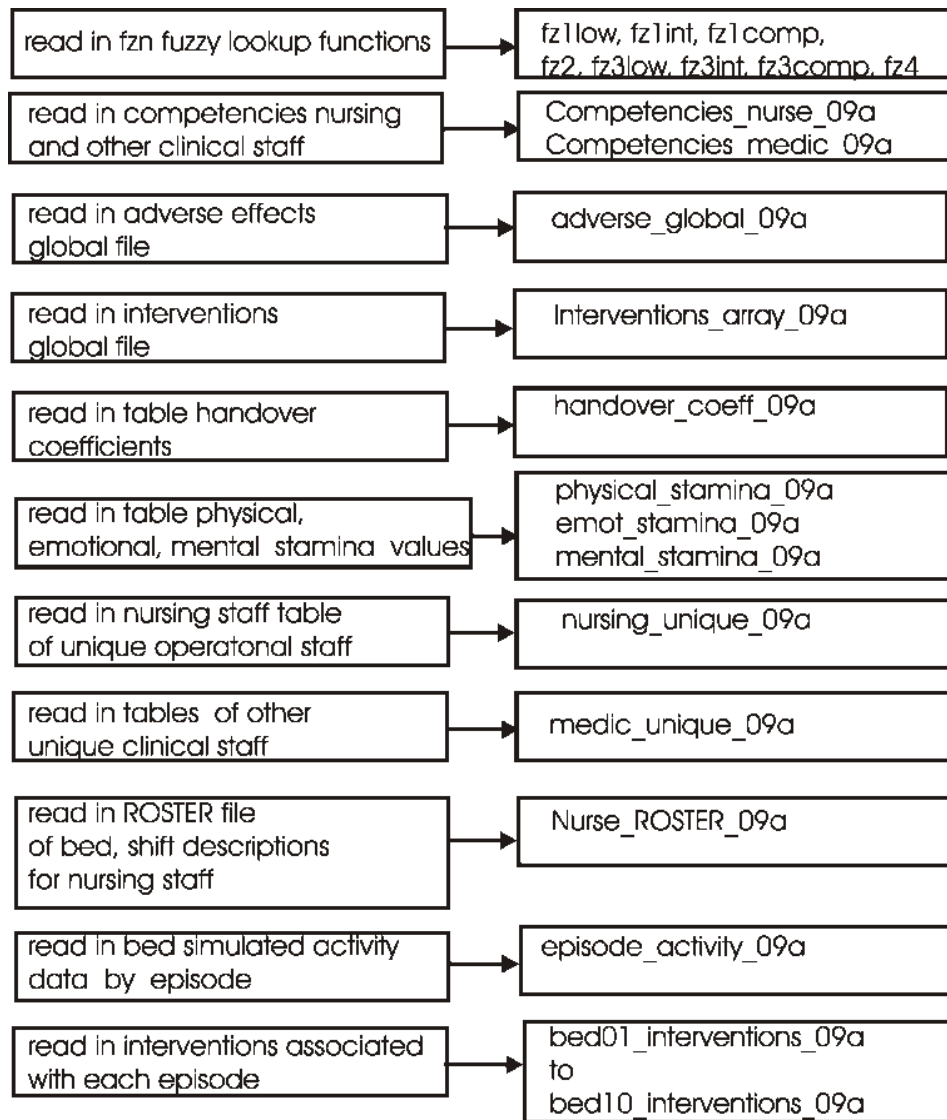 read in fzn fuzzy lookup functions
fz1low, fz1int, fz1comp,
fz2, fz3low, fz3int, fz3comp, fz4
read in competencies nursing
and other clinical staff
Competencies_nurse_09a
Competencies_medic_09a
read in adverse effects
global file
adverse_global_09a
read in interventions
global file
Interventions_array_09a
read in table handover
coefficients
handover_coeff_09a
read in table physical,
emotional, mental stamina values
physical_stamina_09a
emot_stamina_09a
mental_stamina_09a
read in nursing staff table
of unique operatonal staff
nursing_unique_09a
read in tables of other
unique clinical staff
medic_unique_09a
read in ROSTER file
of bed, shift descriptions
for nursing staff
Nurse_ROSTER_09a
read in bed simulated activity
data by episode
episode_activity_09a
read in interventions associated
with each episode
bed01_interventions_09a
to
bed10_interventions_09a